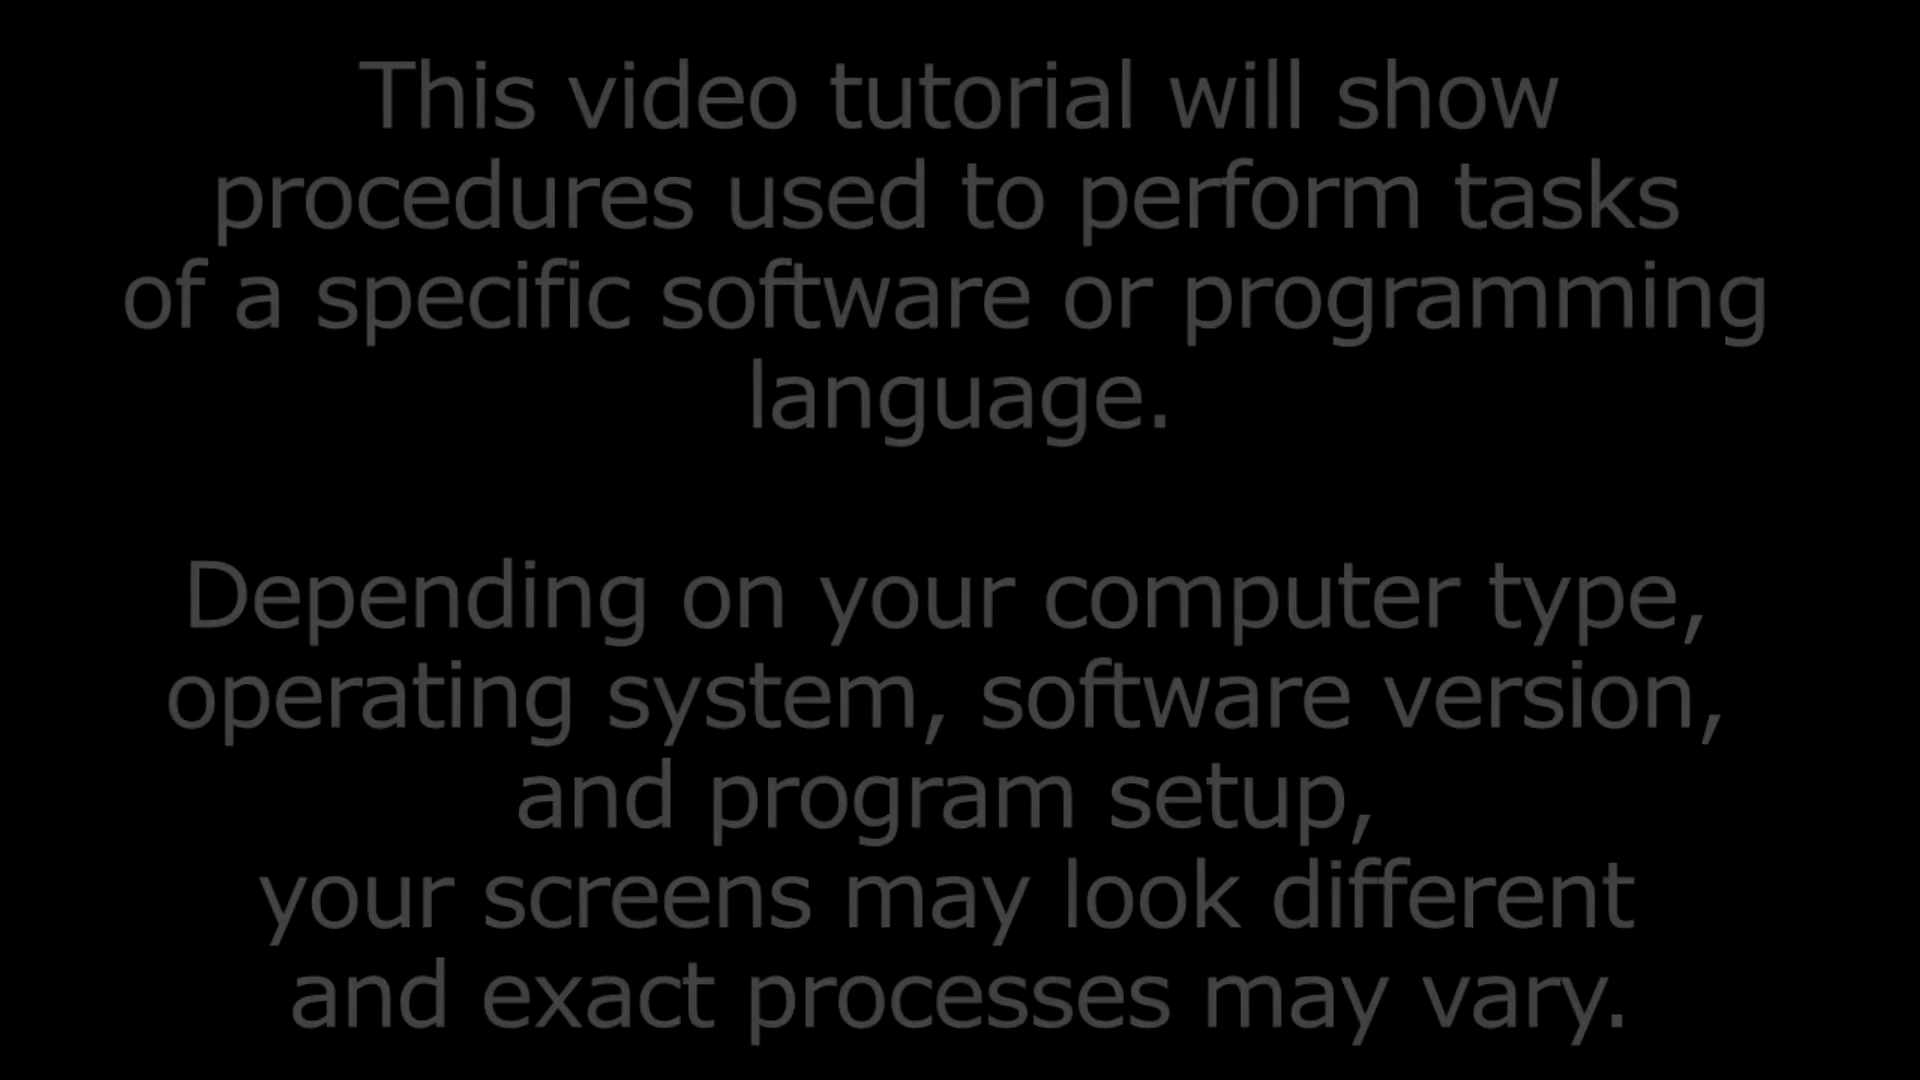 This video tutorial will show
procedures used to perform tasks
of a specific software or programming
language.
Depending on your computer type,
operating system, software version,
and program setup,
your screens may look different
and exact processes may vary.